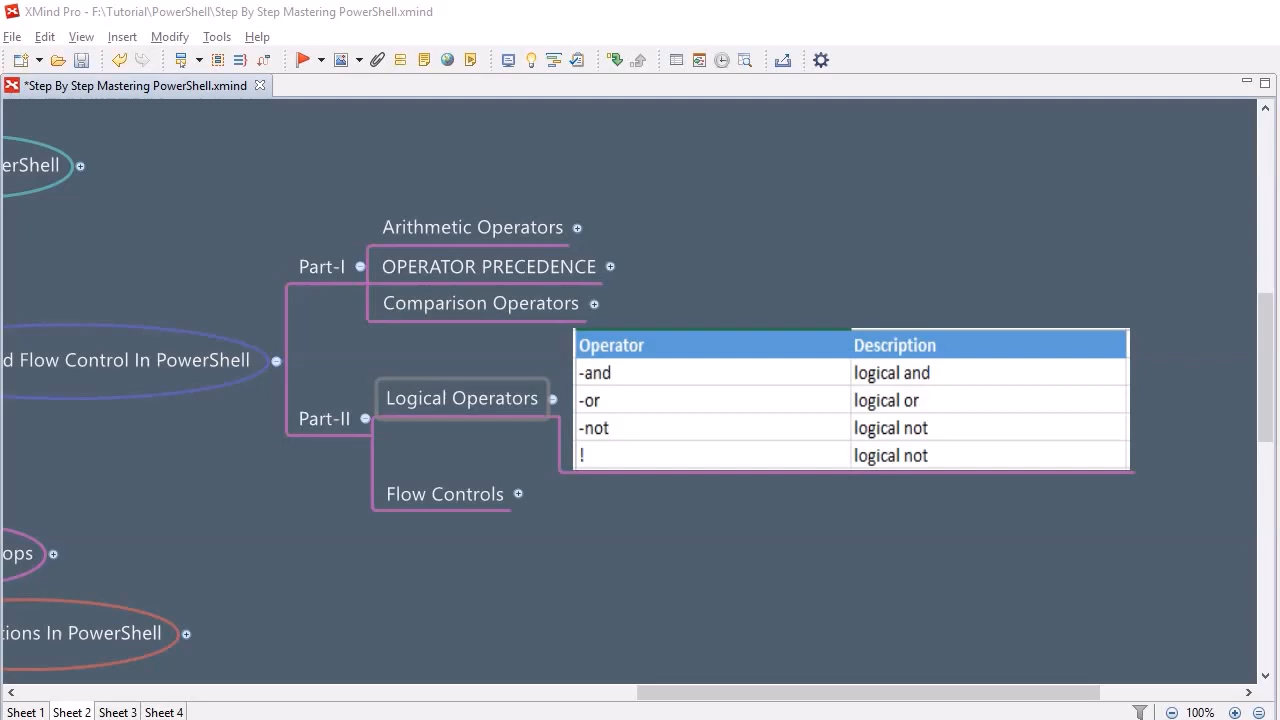 XMind Pro - F:\Tutorial\PowerShell\Step By Step Mastering PowerShell.xmind
File Edit View Insert Modify Tools Help
*Step By Step Mastering PowerShell.xmind
erShell
Arithmetic Operators
Part-I
OPERATOR PRECEDENCE
Comparison Operators
d Flow Control In PowerShell
Operator Description
-and logical and
-or logical or
-not logical not
! logical not
Logical Operators
Part-II
Flow Controls
ops
tions In PowerShell
Sheet 1 Sheet 2 Sheet 3 Sheet 4
100%